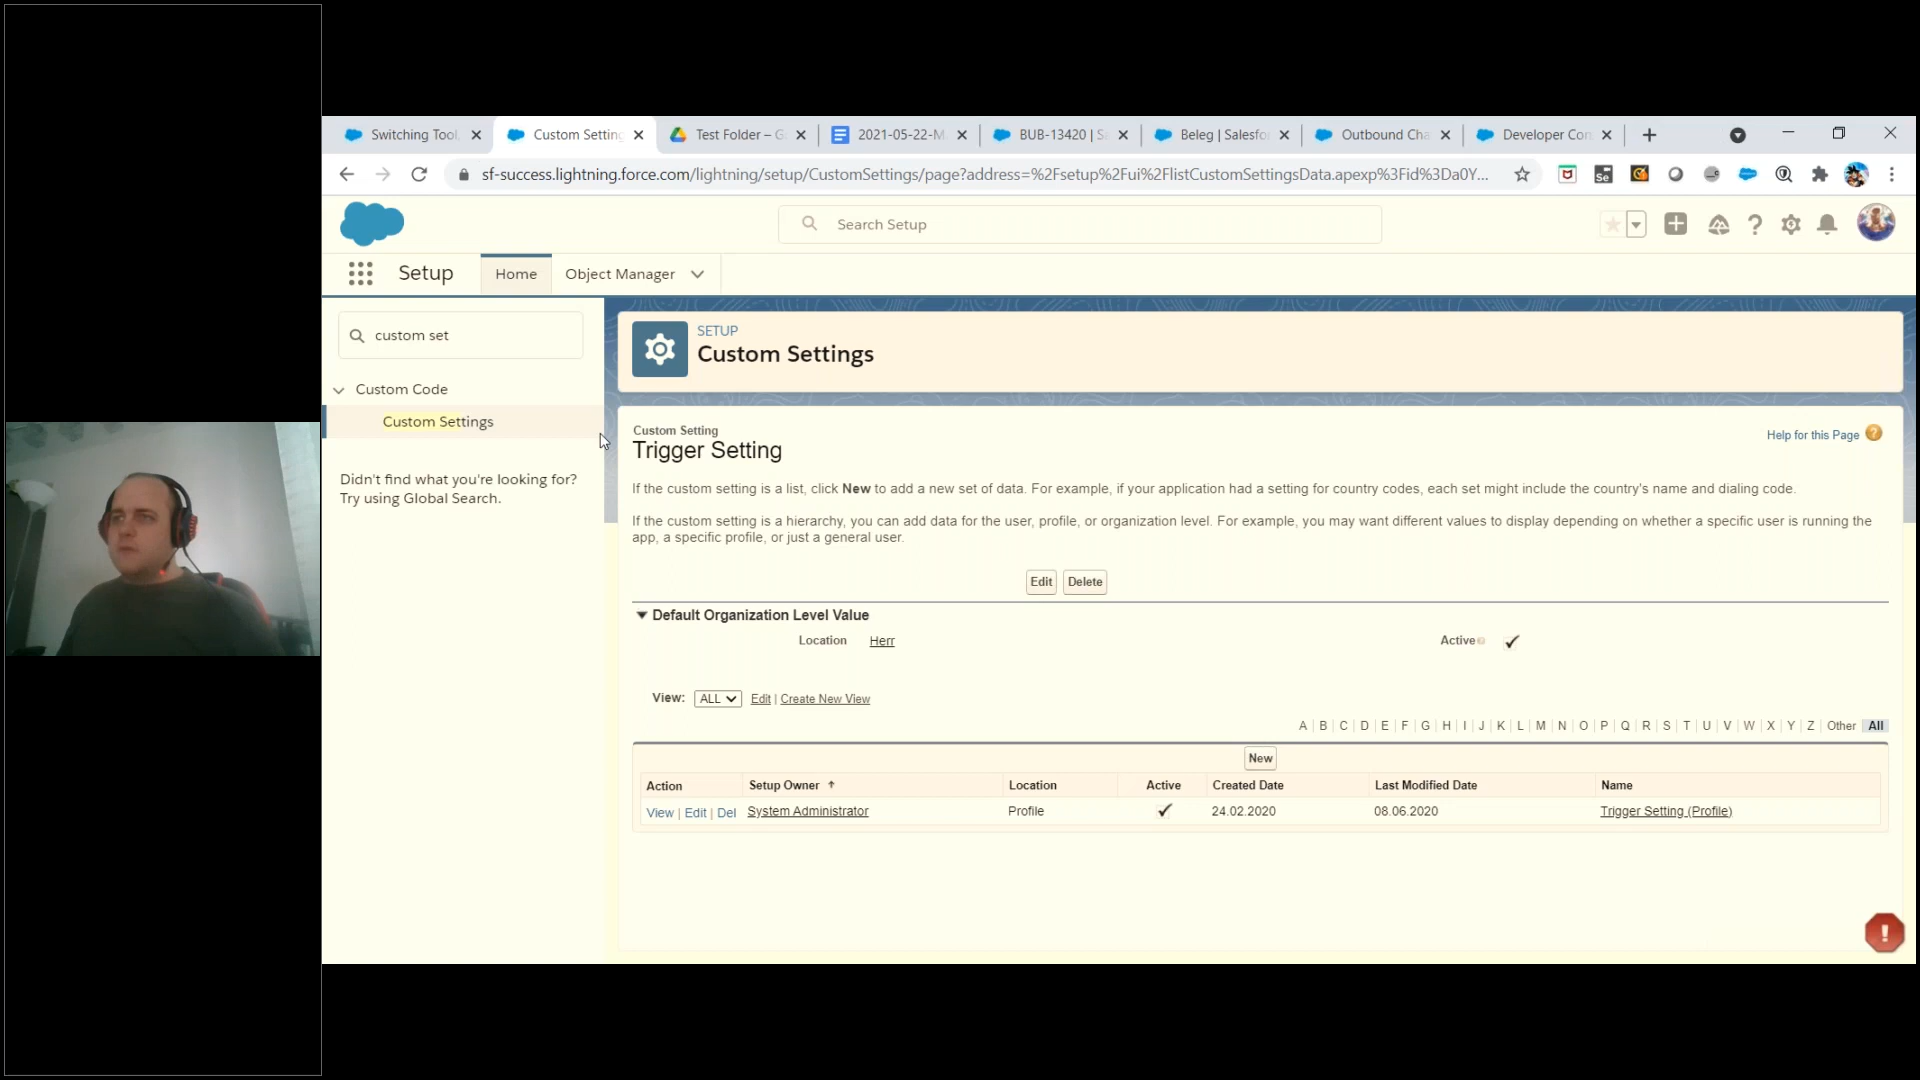 Switching Tool,
Custom Setting
Test Folder – G
2021-05-22-M
BUB-13420 | S
Beleg | Salesfo
Outbound Cha
Developer Con
sf-success.lightning.force.com/lightning/setup/CustomSettings/page?address=%2Fsetup%2Fui%2FlistCustomSettingsData.apexp%3Fid%3Da0Y...
Search Setup
Setup
Home
Object Manager
custom set
Custom Code
Custom Settings
Didn't find what you're looking for?
Try using Global Search.
SETUP
Custom Settings
Custom Setting
Trigger Setting
Help for this Page
If the custom setting is a list, click New to add a new set of data. For example, if your application had a setting for country codes, each set might include the country's name and dialing code.
If the custom setting is a hierarchy, you can add data for the user, profile, or organization level. For example, you may want different values to display depending on whether a specific user is running the
app, a specific profile, or just a general user.
Edit Delete
Default Organization Level Value
Location Herr Active
View: ALL Edit | Create New View
A | B | C | D | E | F | G | H | I | J | K | L | M | N | O | P | Q | R | S | T | U | V | W | X | Y | Z | Other All
New
Action Setup Owner Location Active Created Date Last Modified Date Name
View | Edit | Del System Administrator Profile 24.02.2020 08.06.2020 Trigger Setting (Profile)